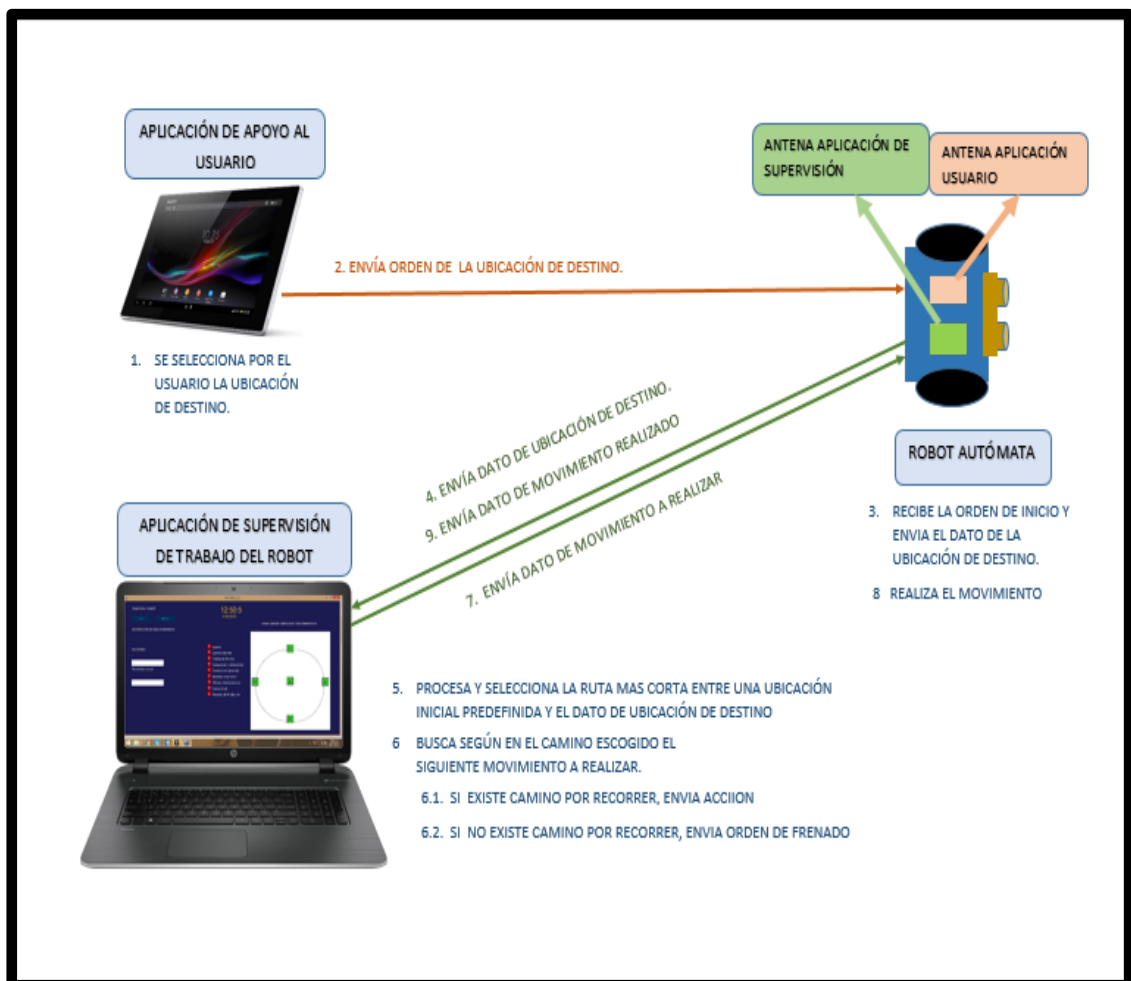 APLICACIÓN DE APOYO AL
USUARIO
ANTENA APLICACIÓN DE
SUPERVISIÓN
ANTENA APLICACIÓN
USUARIO
2. ENVÍA ORDEN DE LA UBICACIÓN DE DESTINO.
1. SE SELECCIONA POR EL
USUARIO LA UBICACIÓN
DE DESTINO.
4. ENVÍA DATO DE UBICACIÓN DE DESTINO.
9. ENVÍA DATO DE MOVIMIENTO REALIZADO
7. ENVÍA DATO DE MOVIMIENTO A REALIZAR
ROBOT AUTÓMATA
3. RECIBE LA ORDEN DE INICIO Y
ENVIA EL DATO DE LA
UBICACIÓN DE DESTINO.
8 REALIZA EL MOVIMIENTO
APLICACIÓN DE SUPERVISIÓN
DE TRABAJO DEL ROBOT
12:50:5
5. PROCESA Y SELECCIONA LA RUTA MAS CORTA ENTRE UNA UBICACIÓN
INICIAL PREDEFINIDA Y EL DATO DE UBICACIÓN DE DESTINO
6 BUSCA SEGÚN EN EL CAMINO ESCOGIDO EL
SIGUIENTE MOVIMIENTO A REALIZAR.
6.1. SI EXISTE CAMINO POR RECORRER, ENVIA ACCIION
6.2. SI NO EXISTE CAMINO POR RECORRER, ENVIA ORDEN DE FRENADO